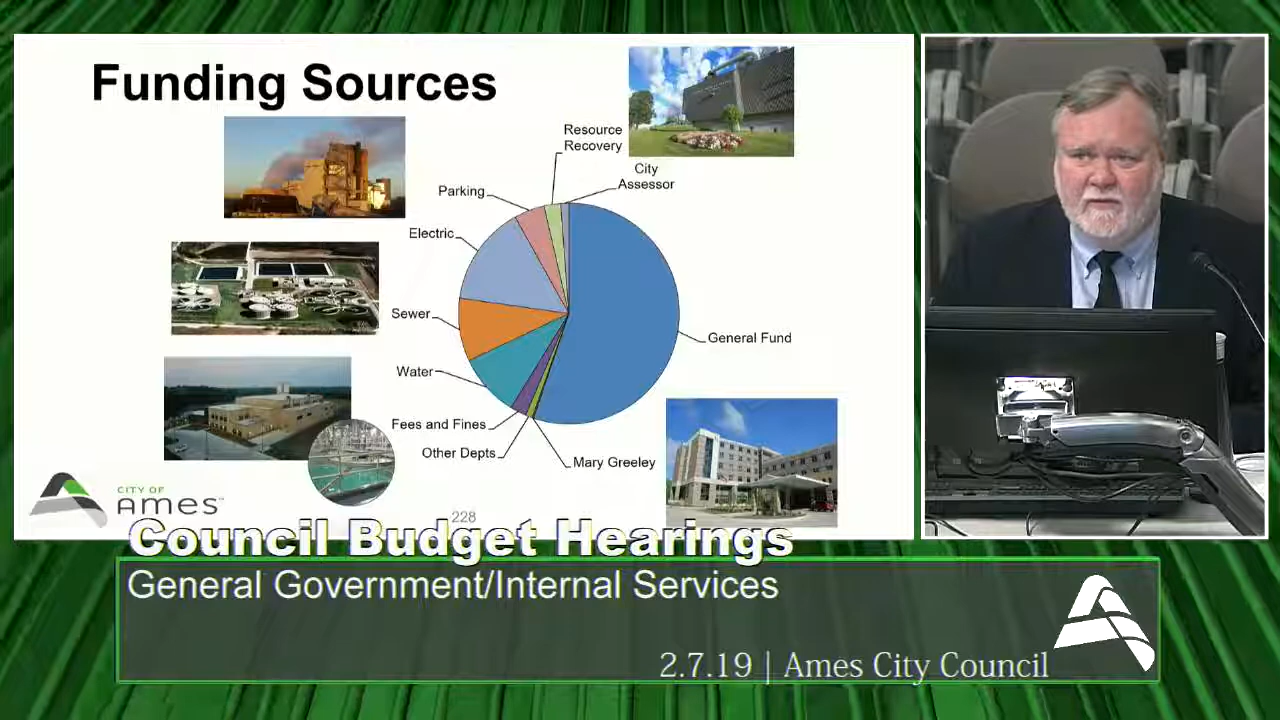 Funding Sources
Resource
Recovery
City
Assessor
Parking
Electric
Sewer
General Fund
Water
Fees and Fines
Other Depts
Mary Greeley
CITY OF
AMES™
228
Council Budget Hearings
General Government/Internal Services
2.7.19 | Ames City Council